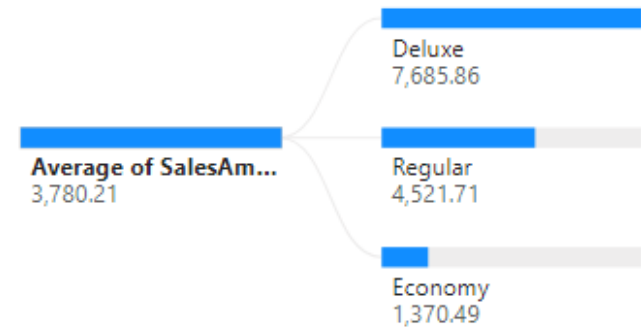 Deluxe
7,685.86
Average of SalesAm...
3,780.21
Regular
4,521.71
Economy
1,370.49